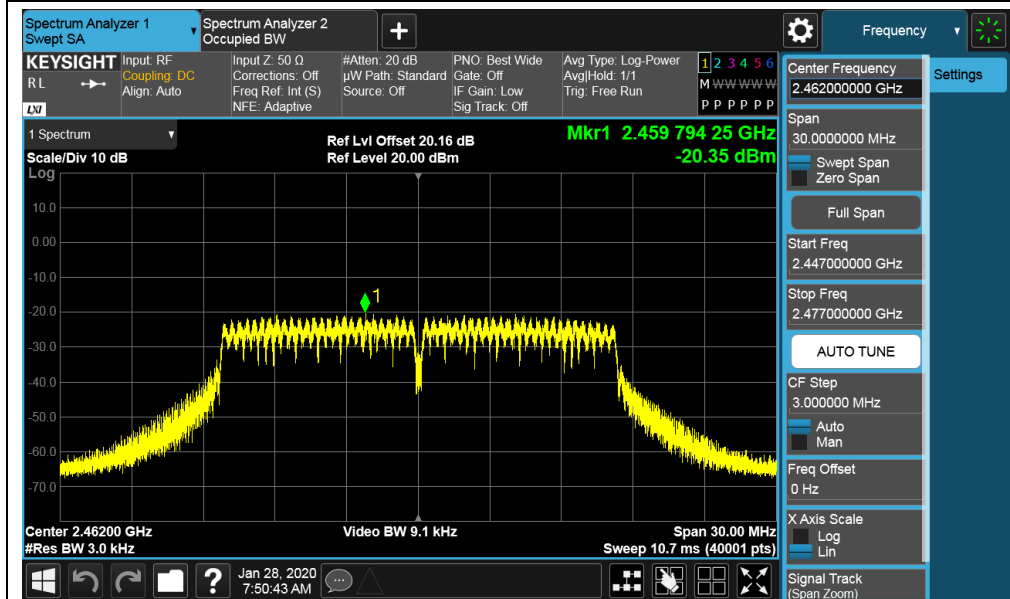 Spectrum Analyzer 1
Swept SA
Spectrum Analyzer 2
Occupied BW
Frequency
KEYSIGHT
RL
LXI
Input: RF
Coupling: DC
Align: Auto
Input Z: 50 Ω
Corrections: Off
Freq Ref: Int (S)
NFE: Adaptive
#Atten: 20 dB
µW Path: Standard
Source: Off
PNO: Best Wide
Gate: Off
IF Gain: Low
Sig Track: Off
Avg Type: Log-Power
Avg|Hold: 1/1
Trig: Free Run
1 2 3 4 5 6
M W W W W W
P P P P P P
1 Spectrum
Scale/Div 10 dB
Log
Ref Lvl Offset 20.16 dB
Ref Level 20.00 dBm
Mkr1 2.459 794 25 GHz
-20.35 dBm
10.0
0.00
-10.0
-20.0
-30.0
-40.0
-50.0
-60.0
-70.0
1
Center 2.46200 GHz
#Res BW 3.0 kHz
Video BW 9.1 kHz
Span 30.00 MHz
Sweep 10.7 ms (40001 pts)
Center Frequency
2.462000000 GHz
Settings
Span
30.0000000 MHz
Swept Span
Zero Span
Full Span
Start Freq
2.447000000 GHz
Stop Freq
2.477000000 GHz
AUTO TUNE
CF Step
3.000000 MHz
Auto
Man
Freq Offset
0 Hz
X Axis Scale
Log
Lin
Signal Track
(Span Zoom)
Jan 28, 2020
7:50:43 AM